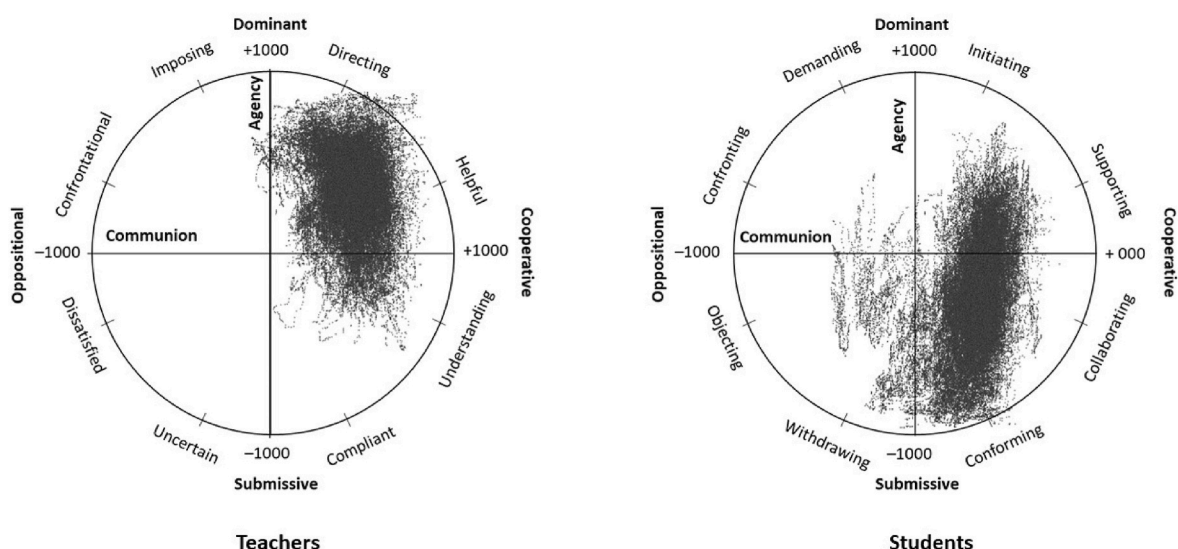 Dominant
+1000
Imposing
Directing
Agency
Confrontational
Helpful
Oppositional
Communion
−1000
+1000
Cooperative
Dissatisfied
Understanding
Uncertain
Compliant
−1000
Submissive
Teachers
Dominant
+1000
Demanding
Initiating
Agency
Confronting
Supporting
Oppositional
Communion
−1000
+ 000
Cooperative
Objecting
Collaborating
Withdrawing
Conforming
−1000
Submissive
Students